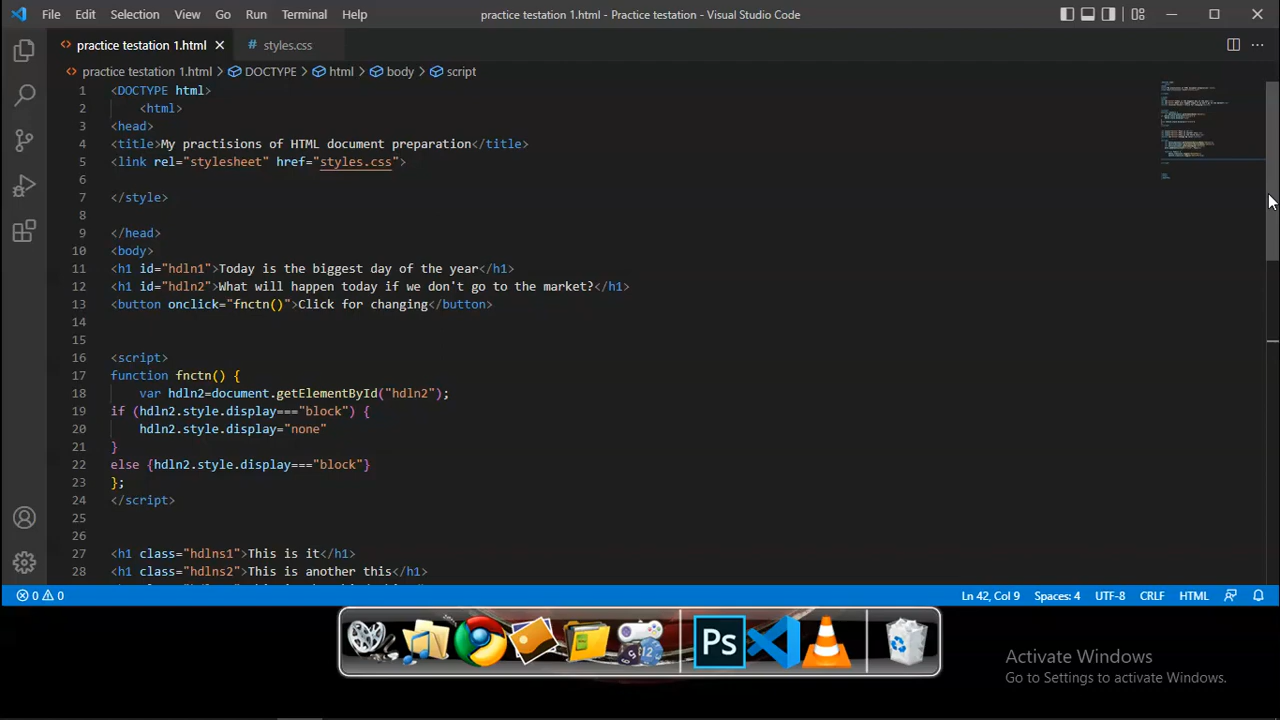 File Edit Selection View Go Run Terminal Help practice testation 1.html - Practice testation - Visual Studio Code
practice testation 1.html styles.css
practice testation 1.html > DOCTYPE > html > body > script
1 <DOCTYPE html>
2 <html>
3 <head>
4 <title>My practisions of HTML document preparation</title>
5 <link rel="stylesheet" href="styles.css">
6
7 </style>
8
9 </head>
10 <body>
11 <h1 id="hdln1">Today is the biggest day of the year</h1>
12 <h1 id="hdln2">What will happen today if we don't go to the market?</h1>
13 <button onclick="fnctn()">Click for changing</button>
14
15
16 <script>
17 function fnctn() {
18 var hdln2=document.getElementById("hdln2");
19 if (hdln2.style.display==="block") {
20 hdln2.style.display="none"
21 }
22 else {hdln2.style.display==="block"}
23 };
24 </script>
25
26
27 <h1 class="hdlns1">This is it</h1>
28 <h1 class="hdlns2">This is another this</h1>
0 0 Ln 42, Col 9 Spaces: 4 UTF-8 CRLF HTML
Ps
Activate Windows
Go to Settings to activate Windows.